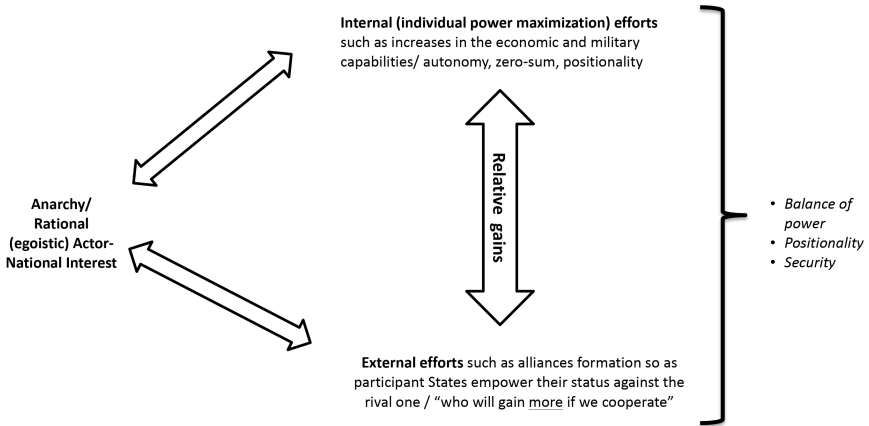 Internal (individual power maximization) efforts
such as increases in the economic and military
capabilities/ autonomy, zero-sum, positionality
Relative gains
Anarchy/
Rational
(egoistic) Actor-
National Interest
• Balance of
power
• Positionality
• Security
External efforts such as alliances formation so as
participant States empower their status against the
rival one / “who will gain more if we cooperate”